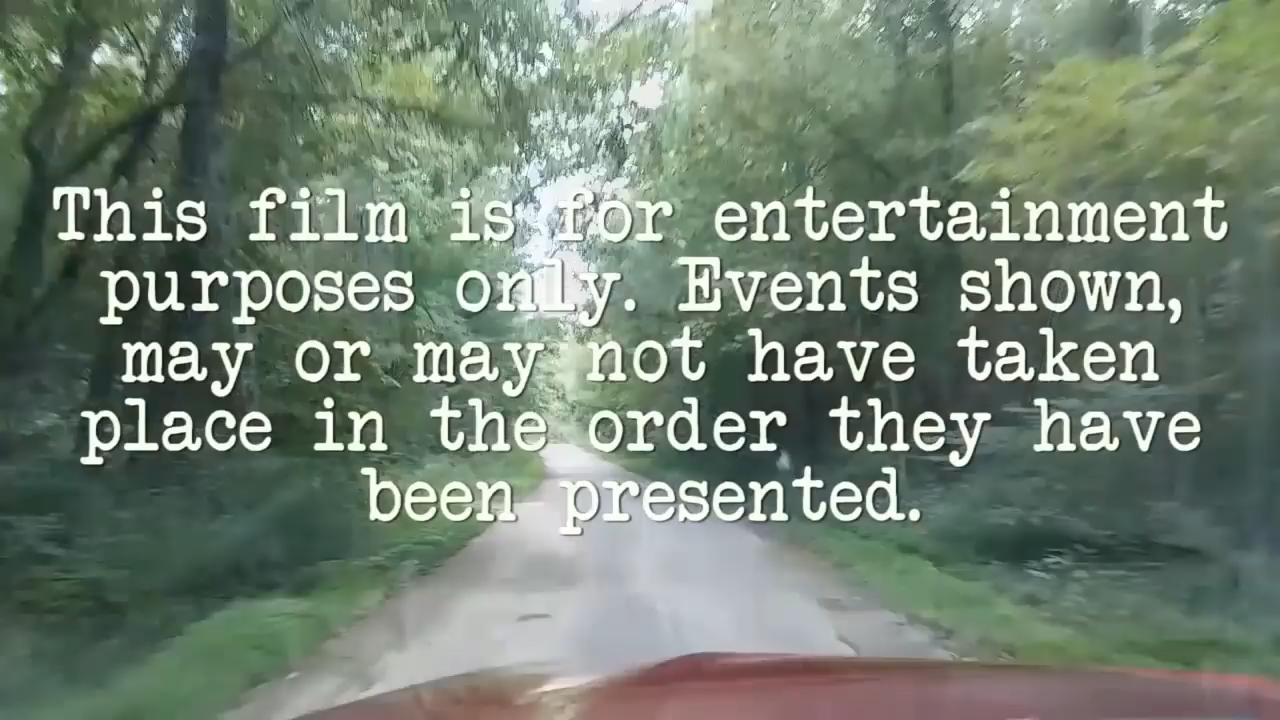 This film is for entertainment
purposes only. Events shown,
may or may not have taken
place in the order they have
been presented.